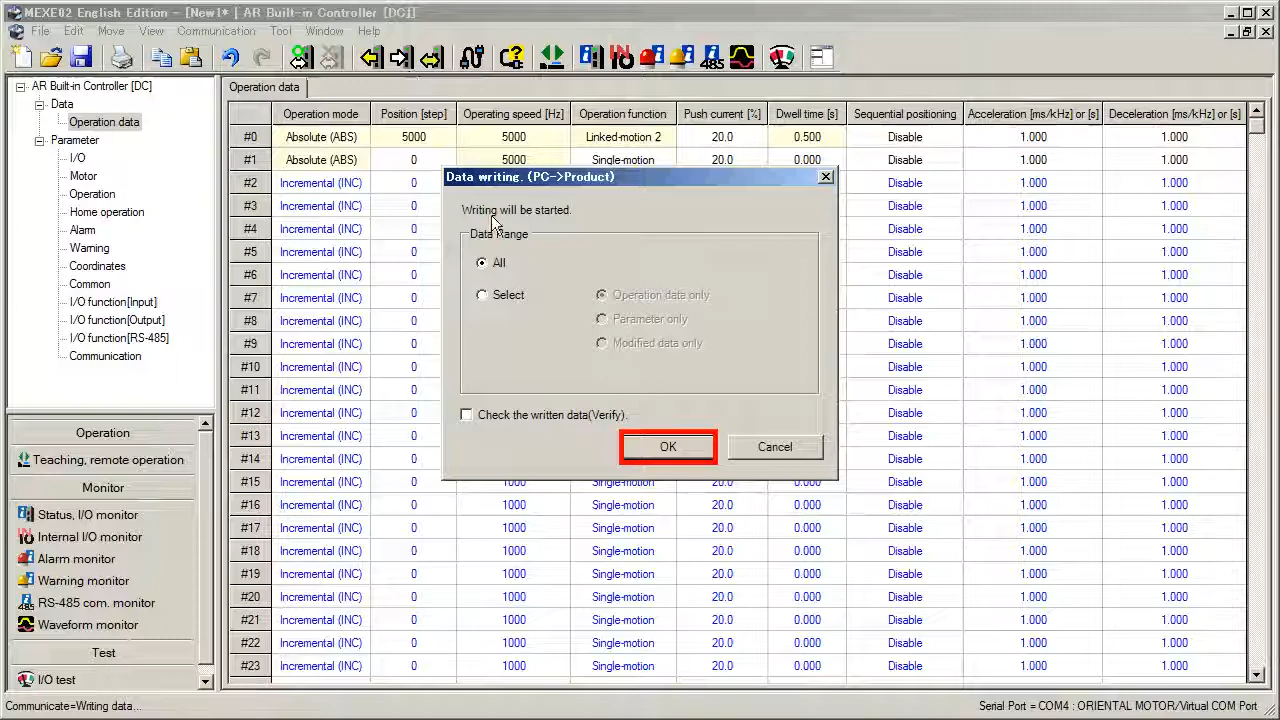 MEXE02 English Edition - [New1* | AR Built-in Controller [DC]]
File Edit Move View Communication Tool Window Help
AR Built-in Controller [DC]
Data
Operation data
Parameter
I/O
Motor
Operation
Home operation
Alarm
Warning
Coordinates
Common
I/O function[Input]
I/O function[Output]
I/O function[RS-485]
Communication
Operation
Teaching, remote operation
Monitor
Status, I/O monitor
Internal I/O monitor
Alarm monitor
Warning monitor
RS-485 com. monitor
Waveform monitor
Test
I/O test
Operation data
Operation mode Position [step] Operating speed [Hz] Operation function Push current [%] Dwell time [s] Sequential positioning Acceleration [ms/kHz] or [s] Deceleration [ms/kHz] or [s]
#0 Absolute (ABS) 5000 5000 Linked-motion 2 20.0 0.500 Disable 1.000 1.000
#1 Absolute (ABS) 0 5000 Single-motion 20.0 0.000 Disable 1.000 1.000
#2 Incremental (INC) 0 Disable 1.000 1.000
#3 Incremental (INC) 0 Disable 1.000 1.000
#4 Incremental (INC) 0 Disable 1.000 1.000
#5 Incremental (INC) 0 Disable 1.000 1.000
#6 Incremental (INC) 0 Disable 1.000 1.000
#7 Incremental (INC) 0 Disable 1.000 1.000
#8 Incremental (INC) 0 Disable 1.000 1.000
#9 Incremental (INC) 0 Disable 1.000 1.000
#10 Incremental (INC) 0 Disable 1.000 1.000
#11 Incremental (INC) 0 Disable 1.000 1.000
#12 Incremental (INC) 0 Disable 1.000 1.000
#13 Incremental (INC) 0 Disable 1.000 1.000
#14 Incremental (INC) 0 Disable 1.000 1.000
#15 Incremental (INC) 0 1000 Single-motion 20.0 0.000 Disable 1.000 1.000
#16 Incremental (INC) 0 1000 Single-motion 20.0 0.000 Disable 1.000 1.000
#17 Incremental (INC) 0 1000 Single-motion 20.0 0.000 Disable 1.000 1.000
#18 Incremental (INC) 0 1000 Single-motion 20.0 0.000 Disable 1.000 1.000
#19 Incremental (INC) 0 1000 Single-motion 20.0 0.000 Disable 1.000 1.000
#20 Incremental (INC) 0 1000 Single-motion 20.0 0.000 Disable 1.000 1.000
#21 Incremental (INC) 0 1000 Single-motion 20.0 0.000 Disable 1.000 1.000
#22 Incremental (INC) 0 1000 Single-motion 20.0 0.000 Disable 1.000 1.000
#23 Incremental (INC) 0 1000 Single-motion 20.0 0.000 Disable 1.000 1.000
Data writing. (PC->Product)
Writing will be started.
Data Range
All
Select Operation data only
Parameter only
Modified data only
Check the written data(Verify).
OK Cancel
Communicate=Writing data... Serial Port = COM4 : ORIENTAL MOTOR/Virtual COM Port